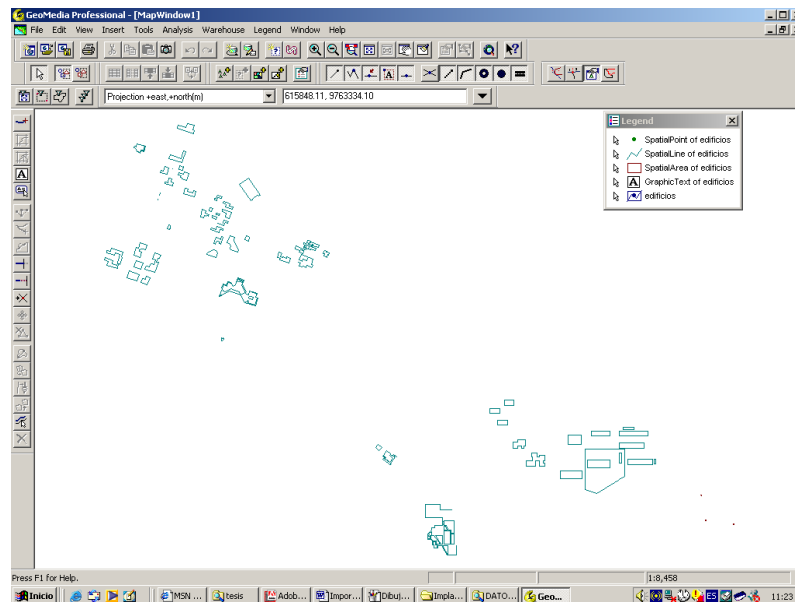 GeoMedia Professional - [MapWindow1]
File Edit View Insert Tools Analysis Warehouse Legend Window Help
Projection +east,+north(m) 615848.11, 9763334.10
Legend
SpatialPoint of edificios
SpatialLine of edificios
SpatialArea of edificios
A GraphicText of edificios
edificios
Press F1 for Help. 1:8,458
Inicio MSN ... tesis Adob... Impor... Dibuj... Impla... DATO... Geo... ES 11:23